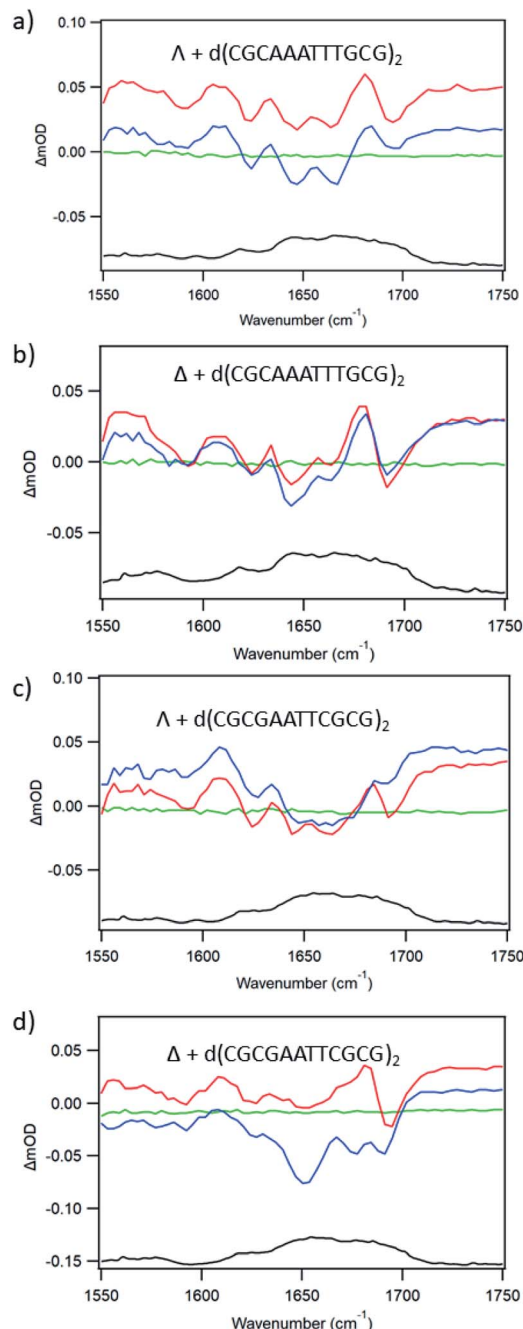 a)
Λ + d(CGCAAATTTGCG)₂
ΔmOD
0.10
0.05
0.00
-0.05
1550 1600 1650 1700 1750
Wavenumber (cm⁻¹)
b)
Δ + d(CGCAAATTTGCG)₂
ΔmOD
0.05
0.00
-0.05
1550 1600 1650 1700 1750
Wavenumber (cm⁻¹)
c)
Λ + d(CGCGAATTCGCG)₂
ΔmOD
0.10
0.05
0.00
-0.05
1550 1600 1650 1700 1750
Wavenumber (cm⁻¹)
d)
Δ + d(CGCGAATTCGCG)₂
ΔmOD
0.05
0.00
-0.05
-0.10
-0.15
1550 1600 1650 1700 1750
Wavenumber (cm⁻¹)